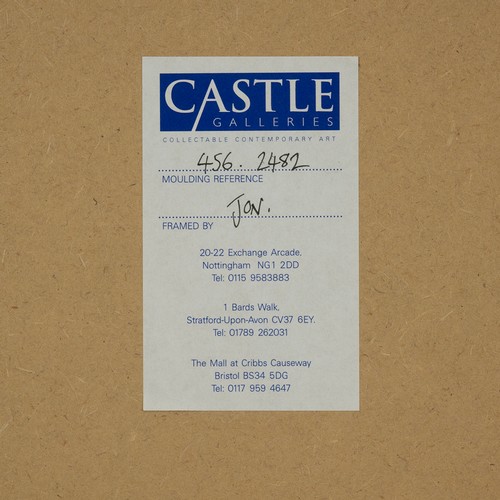 CASTLE
GALLERIES
COLLECTABLE CONTEMPORARY ART
456. 2482
MOULDING REFERENCE
JON.
FRAMED BY
20-22 Exchange Arcade,
Nottingham NG1 2DD
Tel: 0115 9583883
1 Bards Walk,
Stratford-Upon-Avon CV37 6EY.
Tel: 01789 262031
The Mall at Cribbs Causeway
Bristol BS34 5DG
Tel: 0117 959 4647